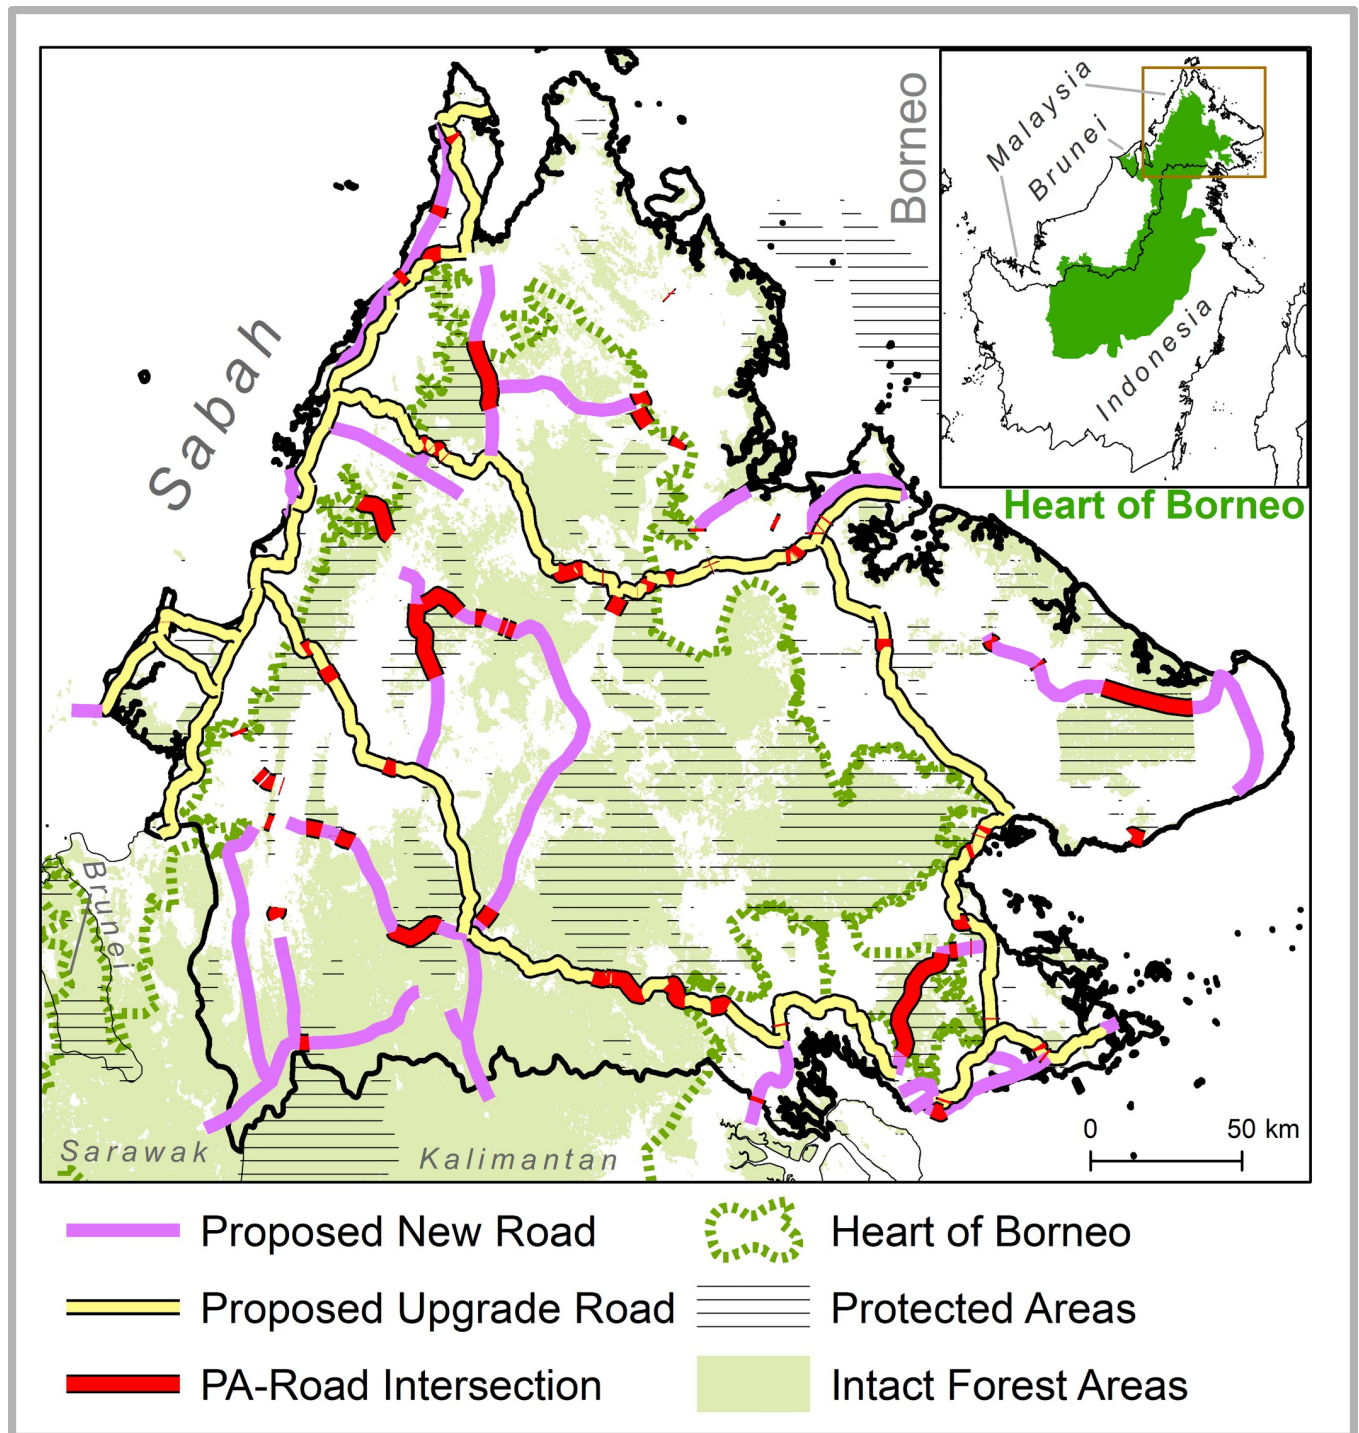 Borneo
Malaysia
Brunei
Indonesia
Sabah
Heart of Borneo
Brunei
Sarawak
Kalimantan
0 50 km
Proposed New Road
Heart of Borneo
Proposed Upgrade Road
Protected Areas
PA-Road Intersection
Intact Forest Areas